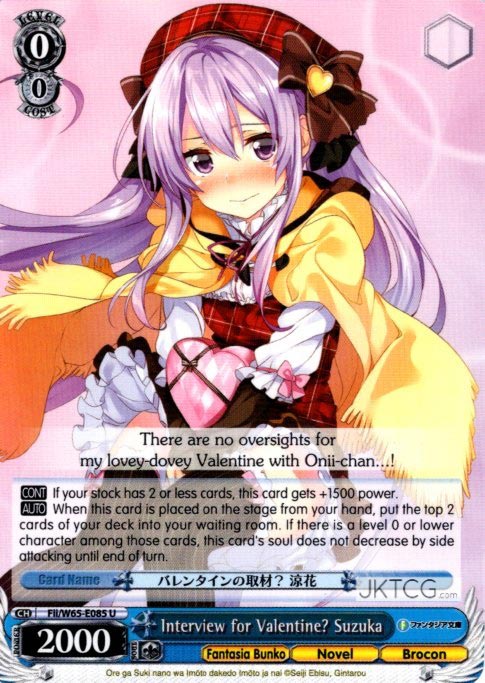 LEVEL
0
0
COST
There are no oversights for
my lovey-dovey Valentine with Onii-chan...!
CONT If your stock has 2 or less cards, this card gets +1500 power.
AUTO When this card is placed on the stage from your hand, put the top 2
cards of your deck into your waiting room. If there is a level 0 or lower
character among those cards, this card's soul does not decrease by side
attacking until end of turn.
Card Name バレンタインの取材? 涼花
JKTCG.com
CH FiI/W65-E085 U
POWER 2000 SOUL Interview for Valentine? Suzuka ファンタジア文庫
Fantasia Bunko Novel Brocon
Ore ga Suki nano wa Imōto dakedo Imōto ja nai ©Seiji Ebisu, Gintarou